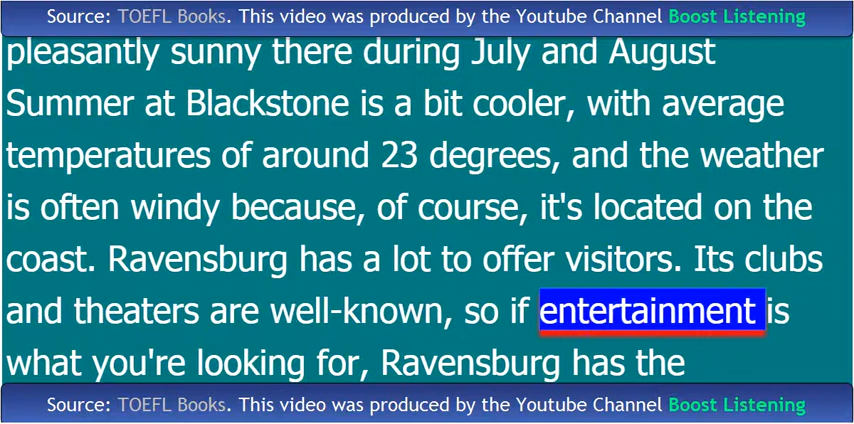 Source: TOEFL Books. This video was produced by the Youtube Channel Boost Listening
pleasantly sunny there during July and August
Summer at Blackstone is a bit cooler, with average
temperatures of around 23 degrees, and the weather
is often windy because, of course, it's located on the
coast. Ravensburg has a lot to offer visitors. Its clubs
and theaters are well-known, so if entertainment is
what you're looking for, Ravensburg has the
Source: TOEFL Books. This video was produced by the Youtube Channel Boost Listening